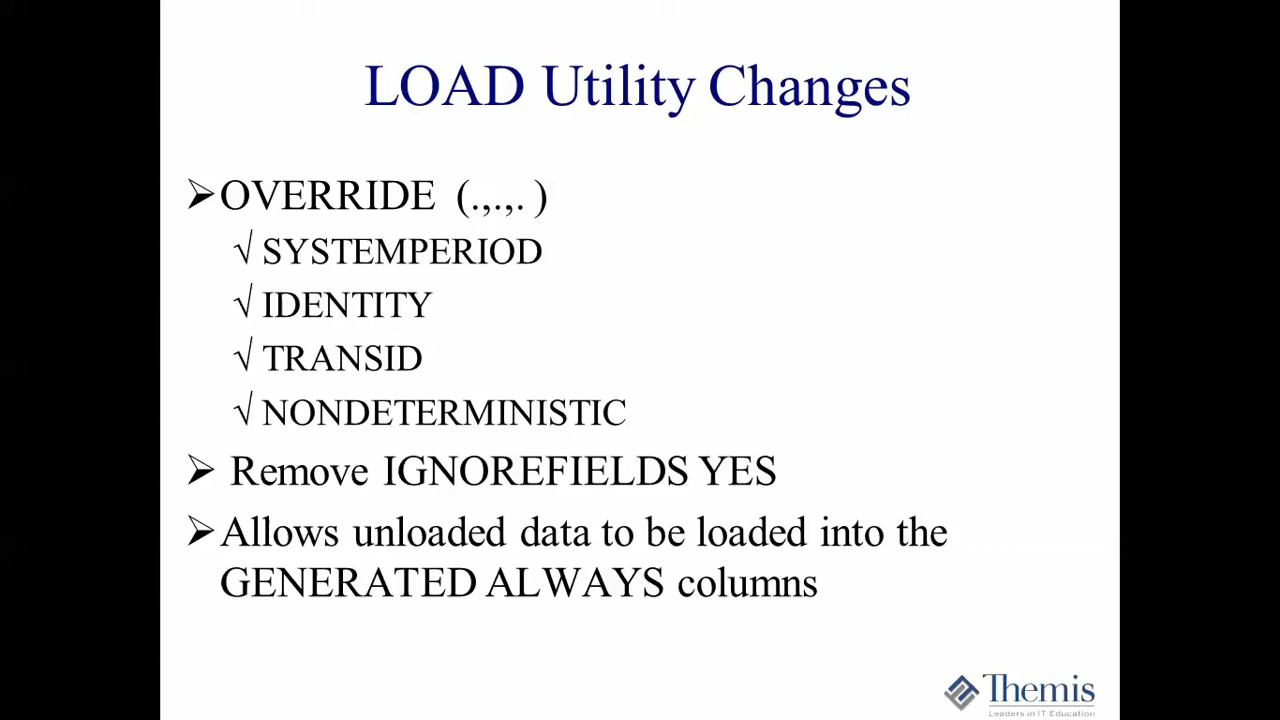 LOAD Utility Changes
➢OVERRIDE (.,.,. )
√ SYSTEMPERIOD
√ IDENTITY
√ TRANSID
√ NONDETERMINISTIC
➢ Remove IGNOREFIELDS YES
➢Allows unloaded data to be loaded into the
GENERATED ALWAYS columns
Themis
Leaders in IT Education